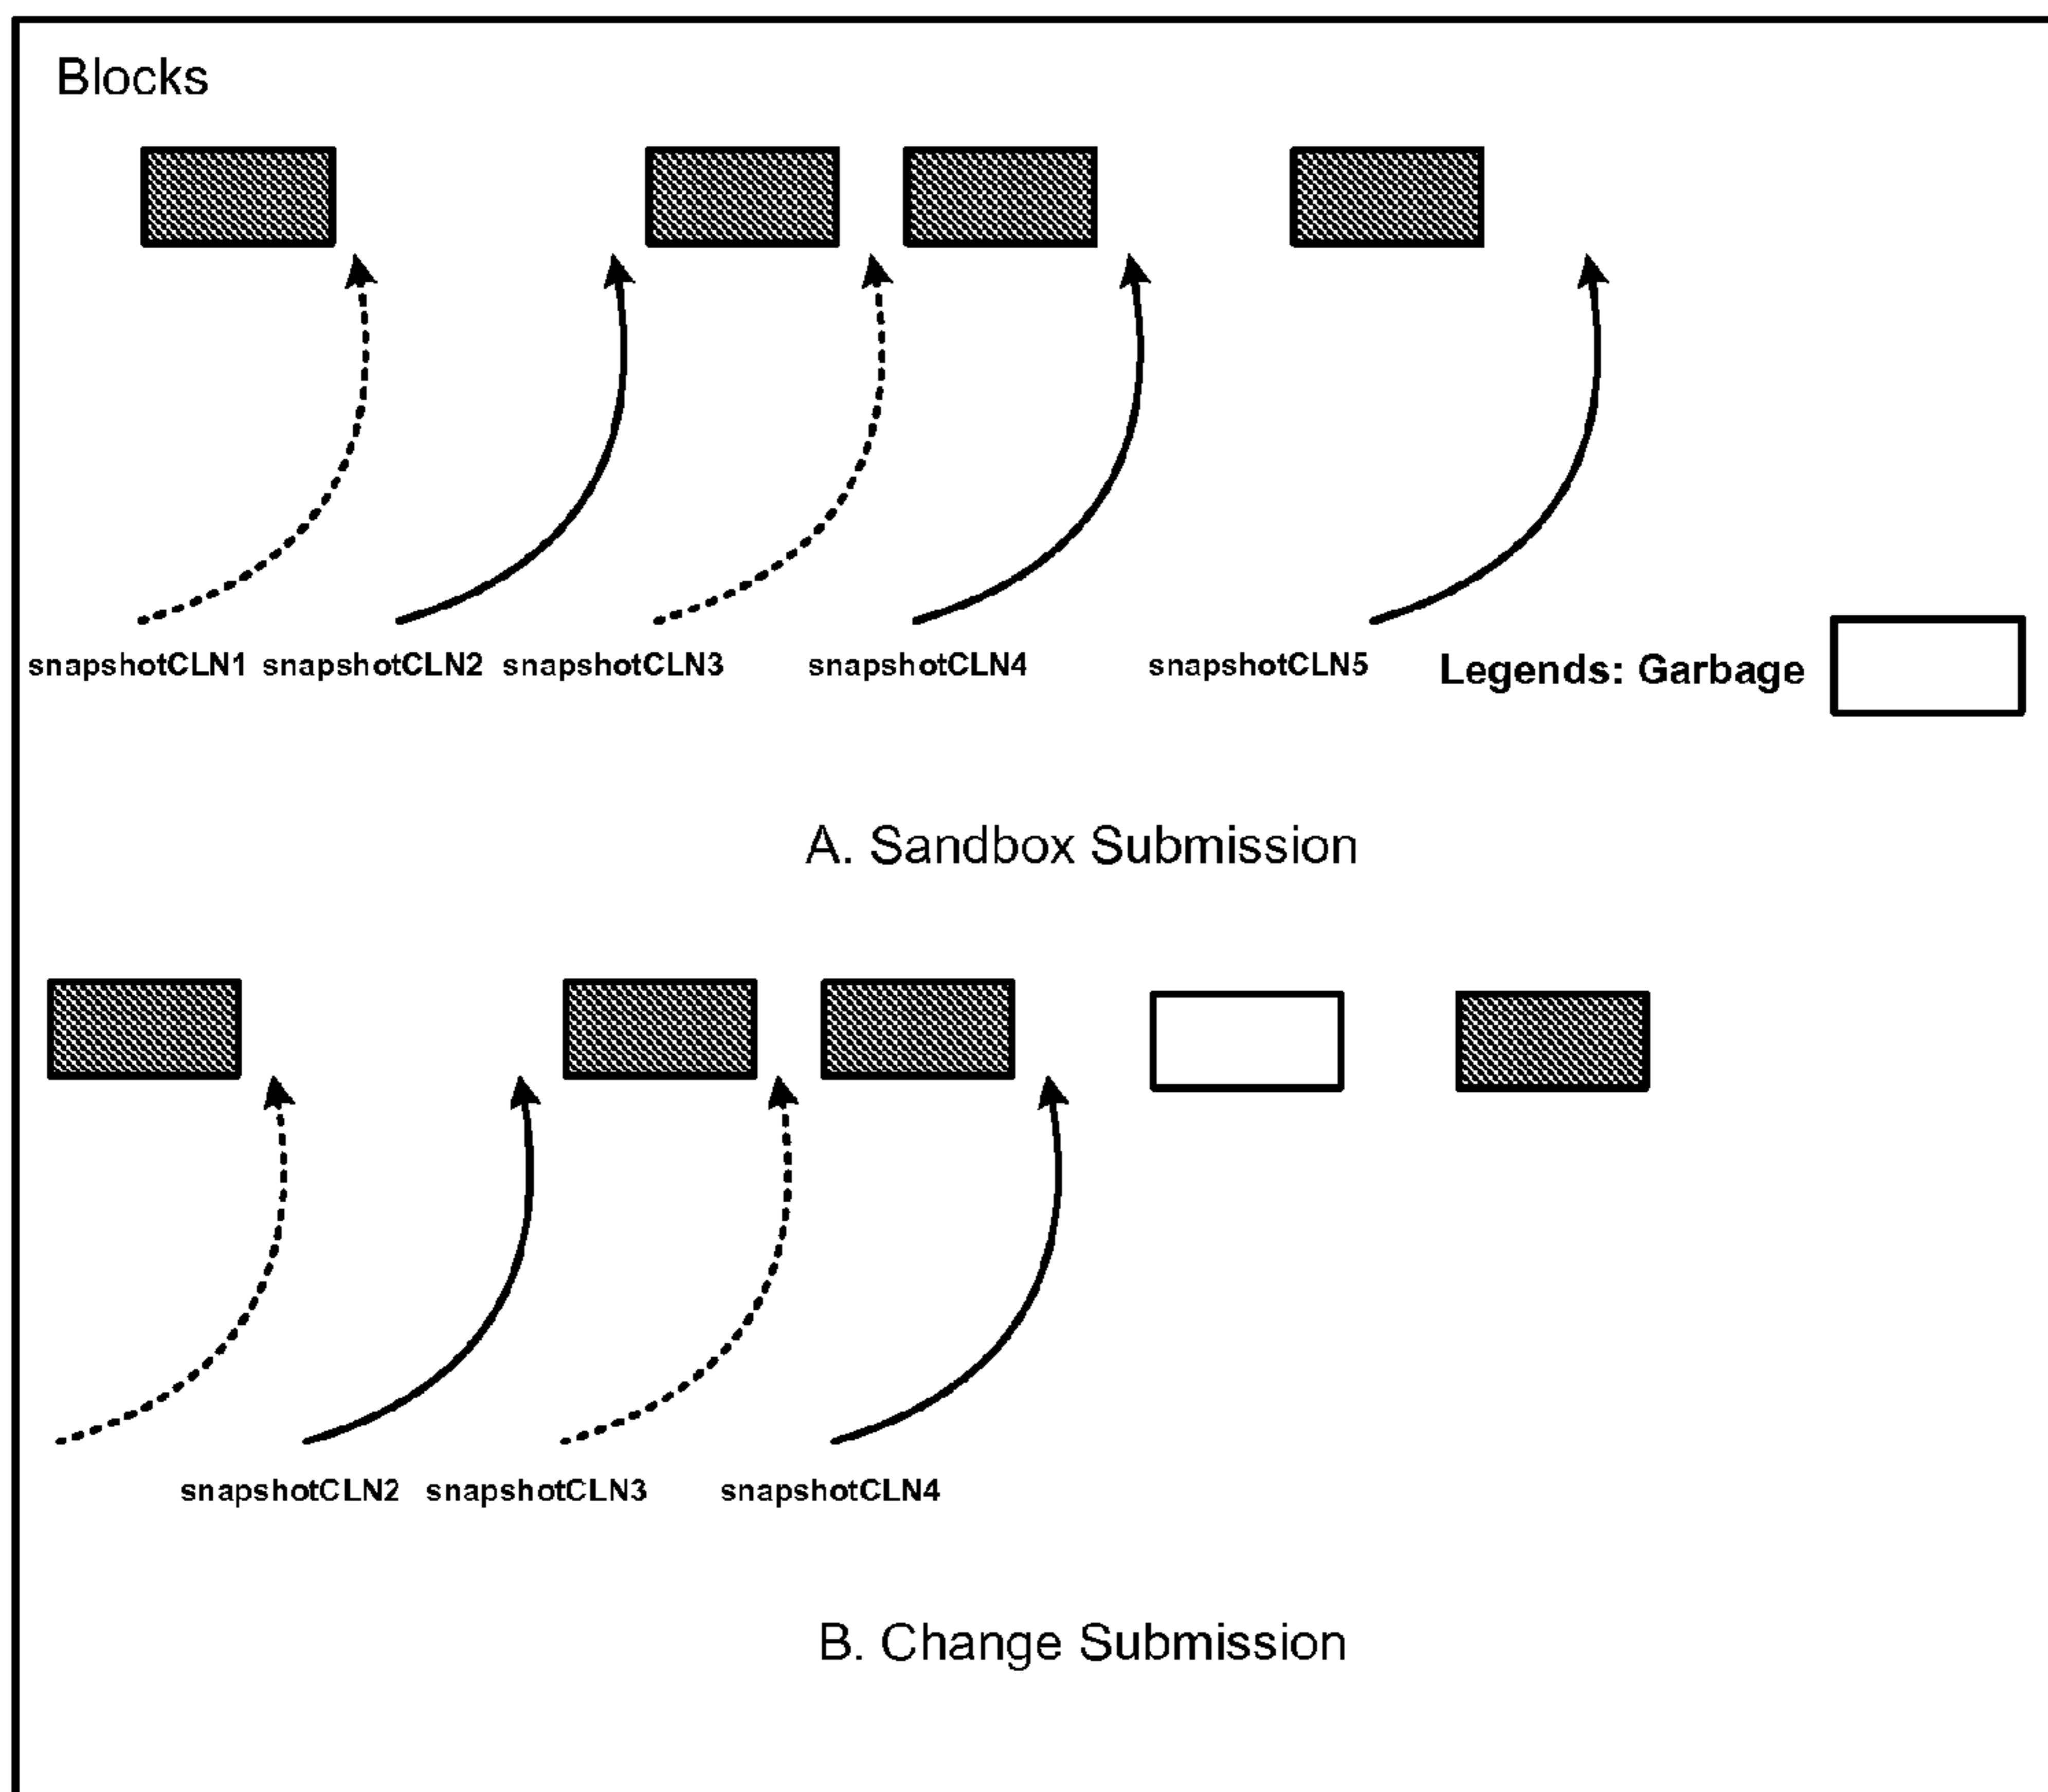 Blocks
snapshotCLN1 snapshotCLN2 snapshotCLN3 snapshotCLN4 snapshotCLN5 Legends: Garbage
A. Sandbox Submission
snapshotCLN2 snapshotCLN3 snapshotCLN4
B. Change Submission